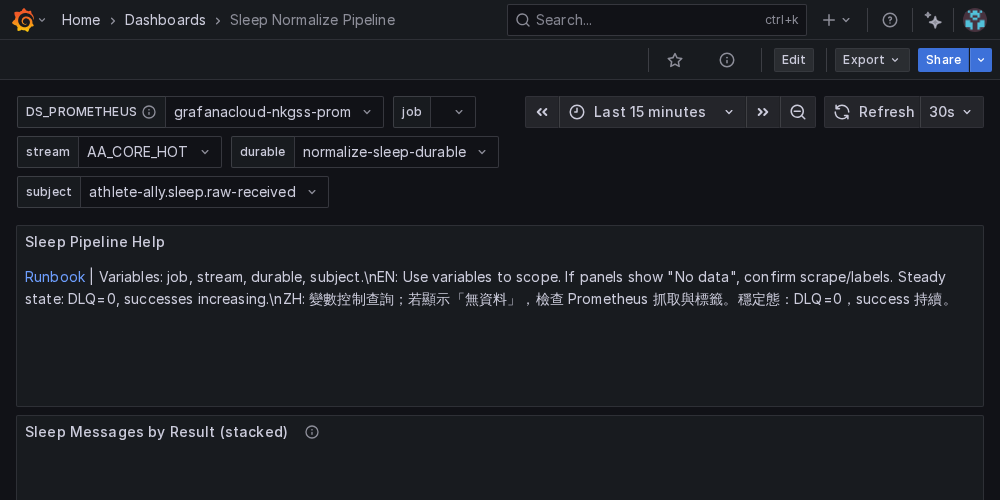 Home > Dashboards > Sleep Normalize Pipeline
Search... ctrl+k
Edit Export Share
DS_PROMETHEUS grafanacloud-nkgss-prom job Last 15 minutes Refresh 30s
stream AA_CORE_HOT durable normalize-sleep-durable
subject athlete-ally.sleep.raw-received
Sleep Pipeline Help
Runbook | Variables: job, stream, durable, subject.\nEN: Use variables to scope. If panels show "No data", confirm scrape/labels. Steady
state: DLQ=0, successes increasing.\nZH: 變數控制查詢；若顯示「無資料」，檢查 Prometheus 抓取與標籤。穩定態：DLQ=0，success 持續。
Sleep Messages by Result (stacked)